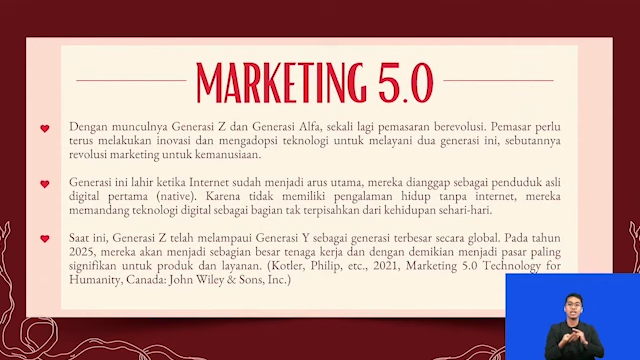 MARKETING 5.0
Dengan munculnya Generasi Z dan Generasi Alfa, sekali lagi pemasaran berevolusi. Pemasar perlu
terus melakukan inovasi dan mengadopsi teknologi untuk melayani dua generasi ini, sebutannya
revolusi marketing untuk kemanusiaan.
Generasi ini lahir ketika Internet sudah menjadi arus utama, mereka dianggap sebagai penduduk asli
digital pertama (native). Karena tidak memiliki pengalaman hidup tanpa internet, mereka
memandang teknologi digital sebagai bagian tak terpisahkan dari kehidupan sehari-hari.
Saat ini, Generasi Z telah melampaui Generasi Y sebagai generasi terbesar secara global. Pada tahun
2025, mereka akan menjadi sebagian besar tenaga kerja dan dengan demikian menjadi pasar paling
signifikan untuk produk dan layanan. (Kotler, Philip, etc., 2021, Marketing 5.0 Technology for
Humanity, Canada: John Wiley & Sons, Inc.)